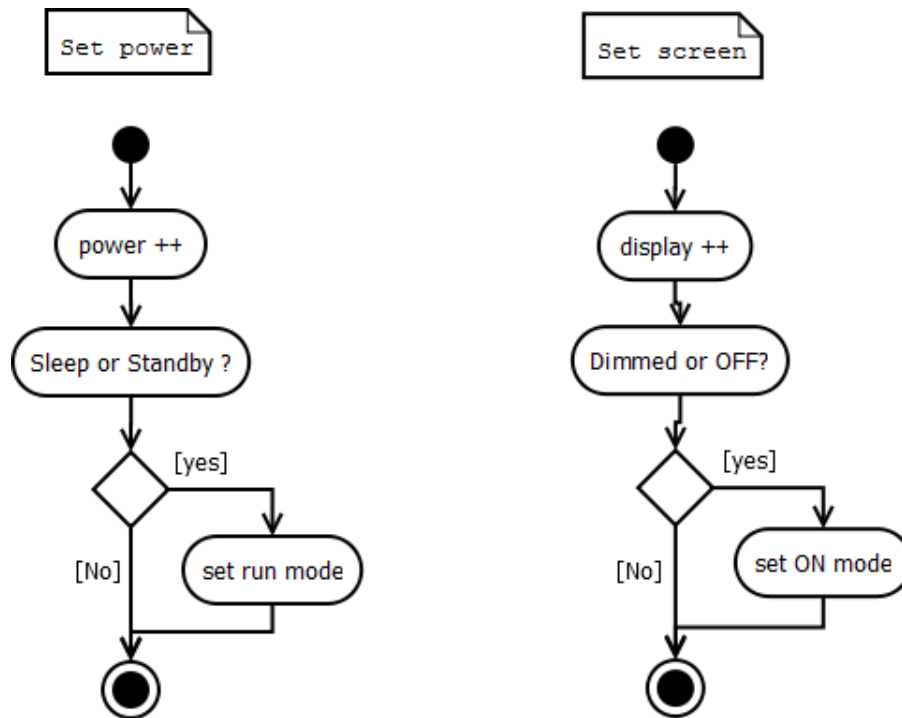 Set power
power ++
Sleep or Standby ?
[yes]
set run mode
[No]
Set screen
display ++
Dimmed or OFF?
[yes]
set ON mode
[No]